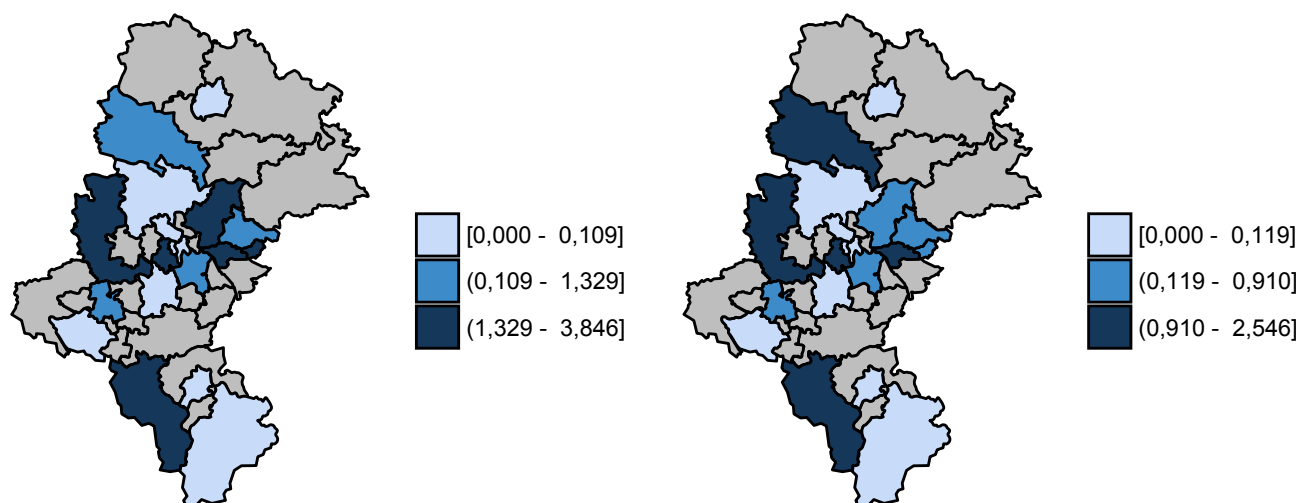 [0,000 - 0,109]
(0,109 - 1,329]
(1,329 - 3,846]
[0,000 - 0,119]
(0,119 - 0,910]
(0,910 - 2,546]